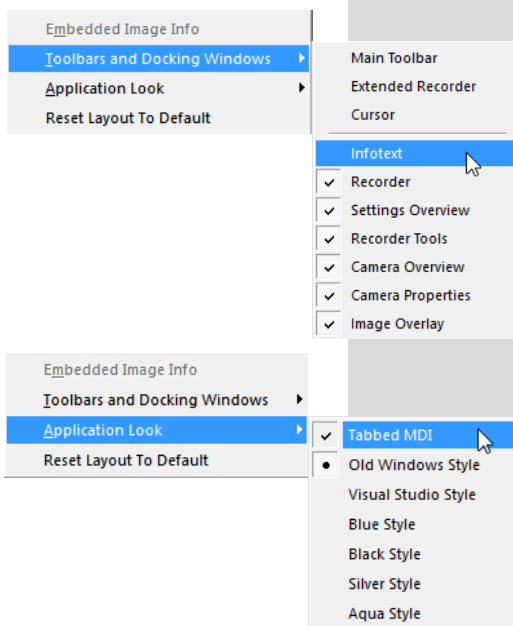 Embedded Image Info
Toolbars and Docking Windows
Application Look
Reset Layout To Default
Main Toolbar
Extended Recorder
Cursor
Infotext
Recorder
Settings Overview
Recorder Tools
Camera Overview
Camera Properties
Image Overlay
Embedded Image Info
Toolbars and Docking Windows
Application Look
Reset Layout To Default
Tabbed MDI
Old Windows Style
Visual Studio Style
Blue Style
Black Style
Silver Style
Aqua Style